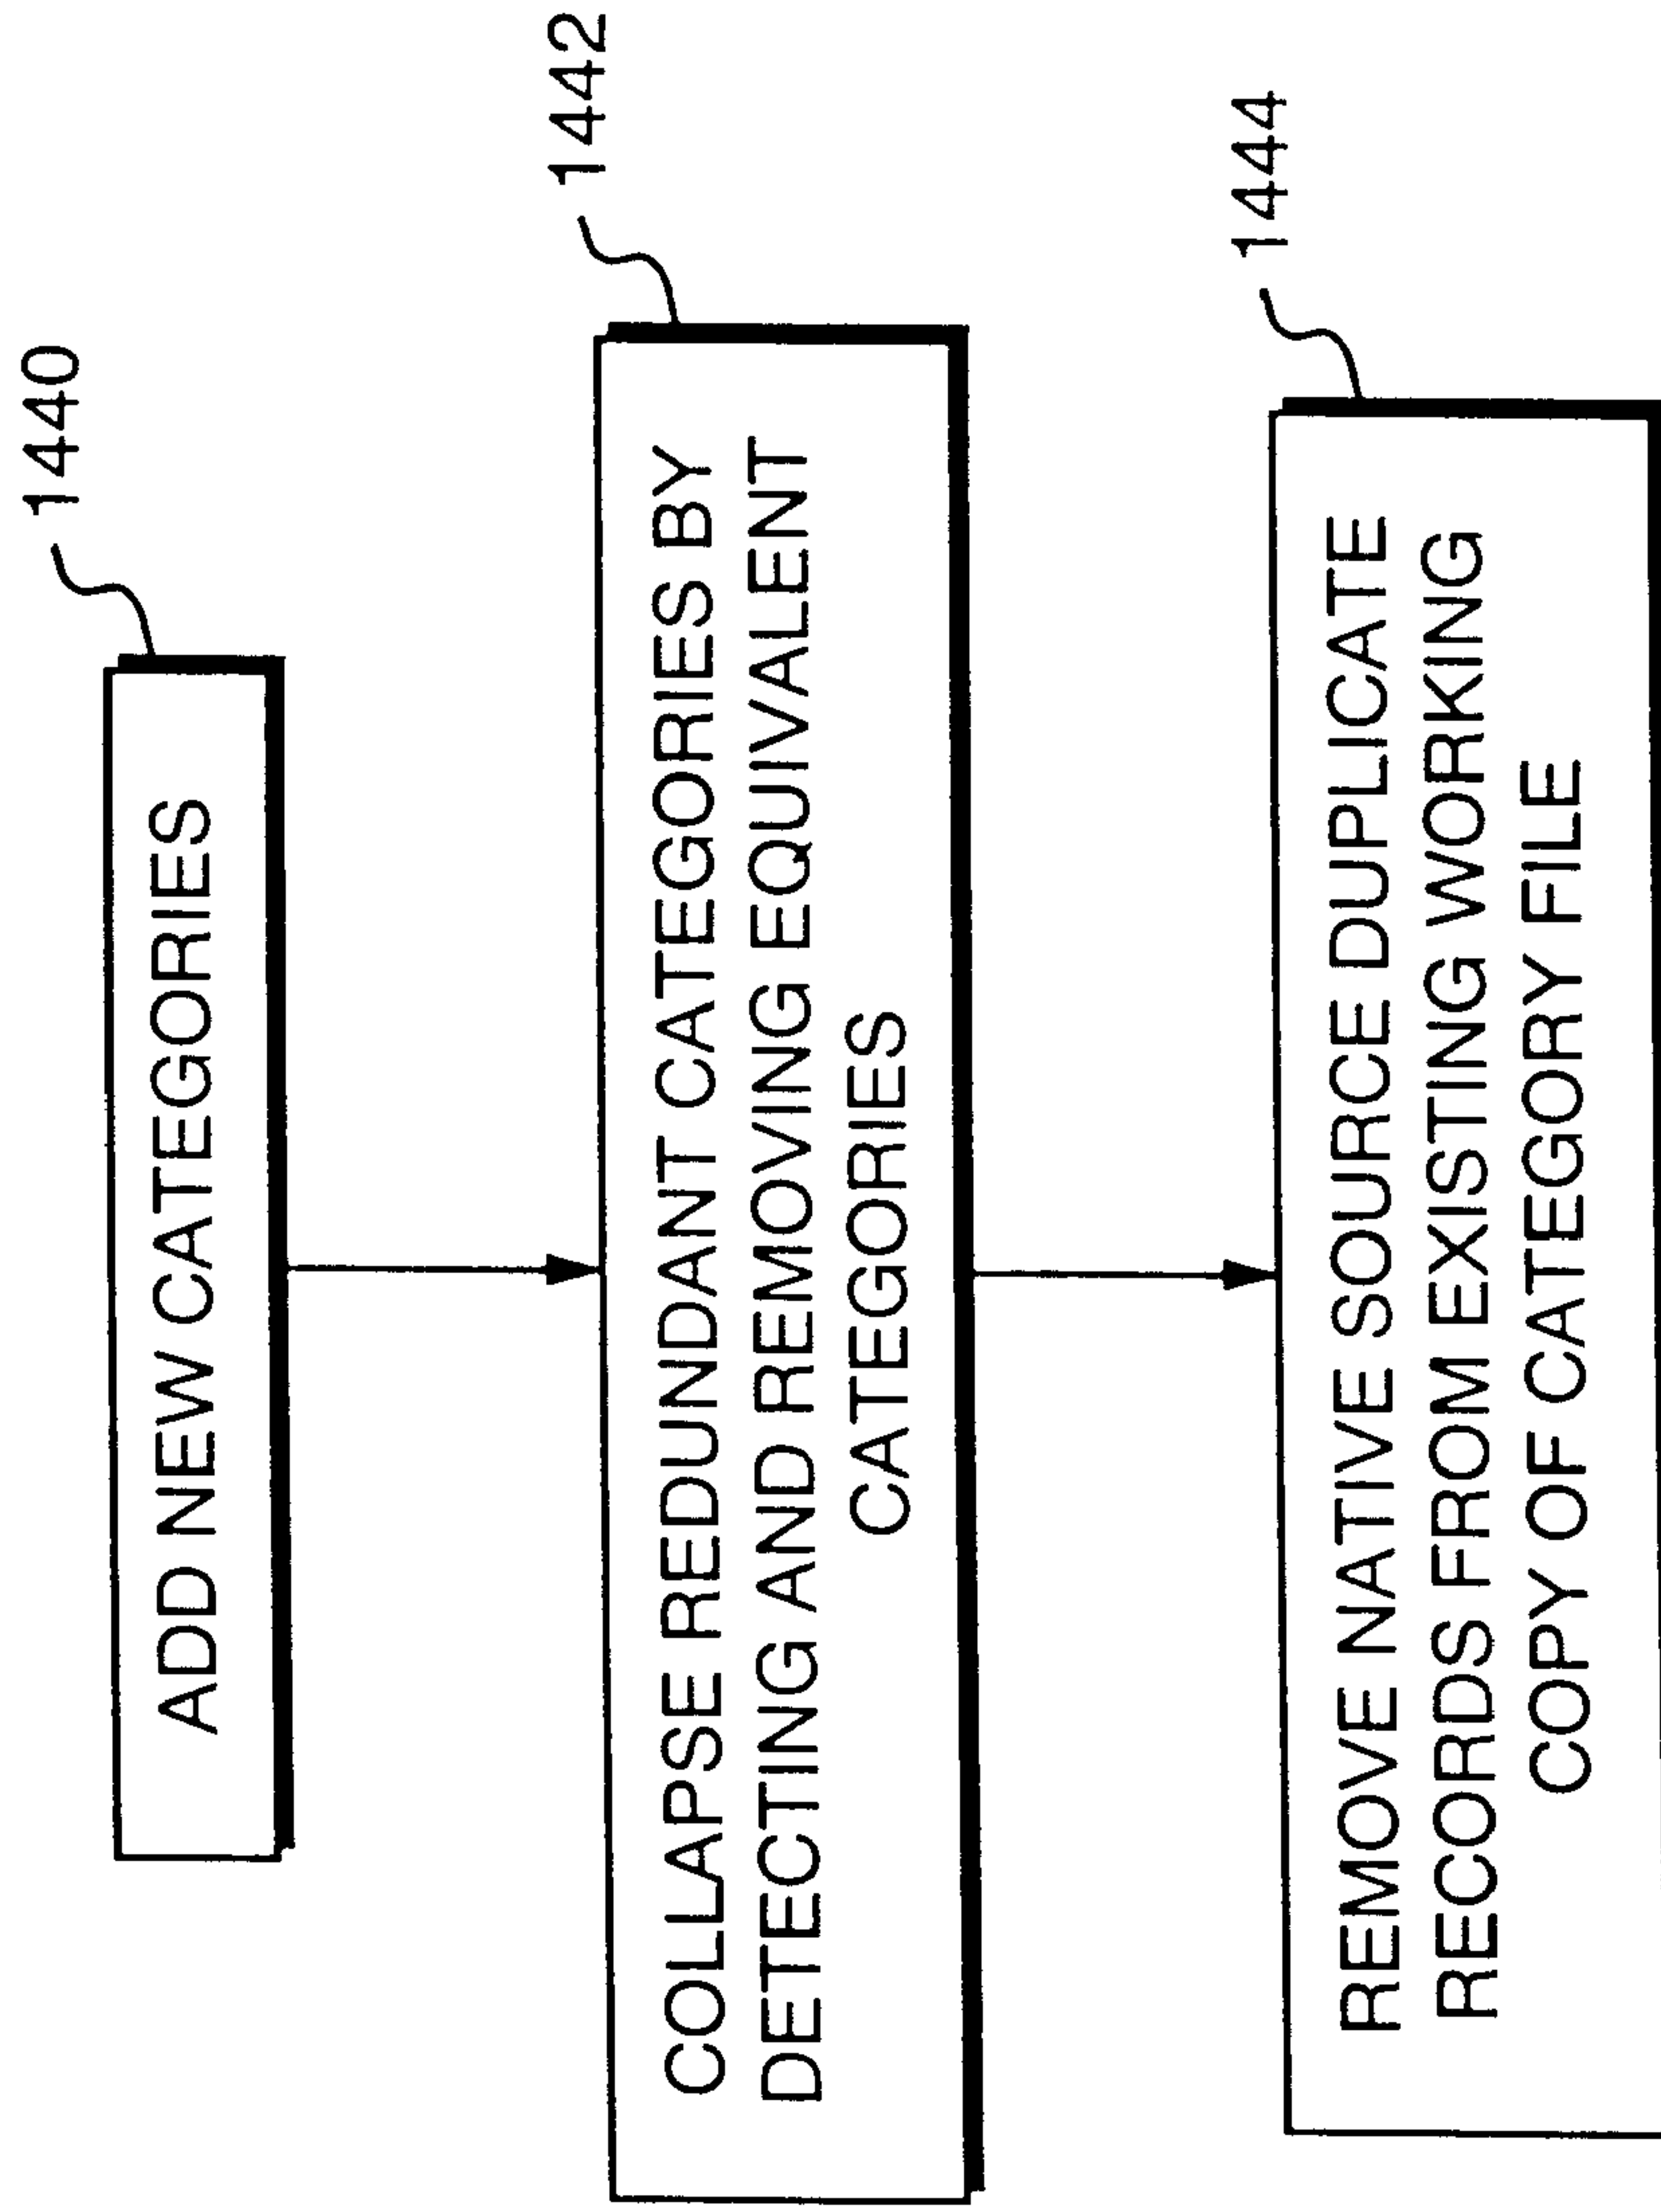 1440
ADD NEW CATEGORIES
1442
COLLAPSE REDUNDANT CATEGORIES BY
DETECTING AND REMOVING EQUIVALENT
CATEGORIES
1444
REMOVE NATIVE SOURCE DUPLICATE
RECORDS FROM EXISTING WORKING
COPY OF CATEGORY FILE